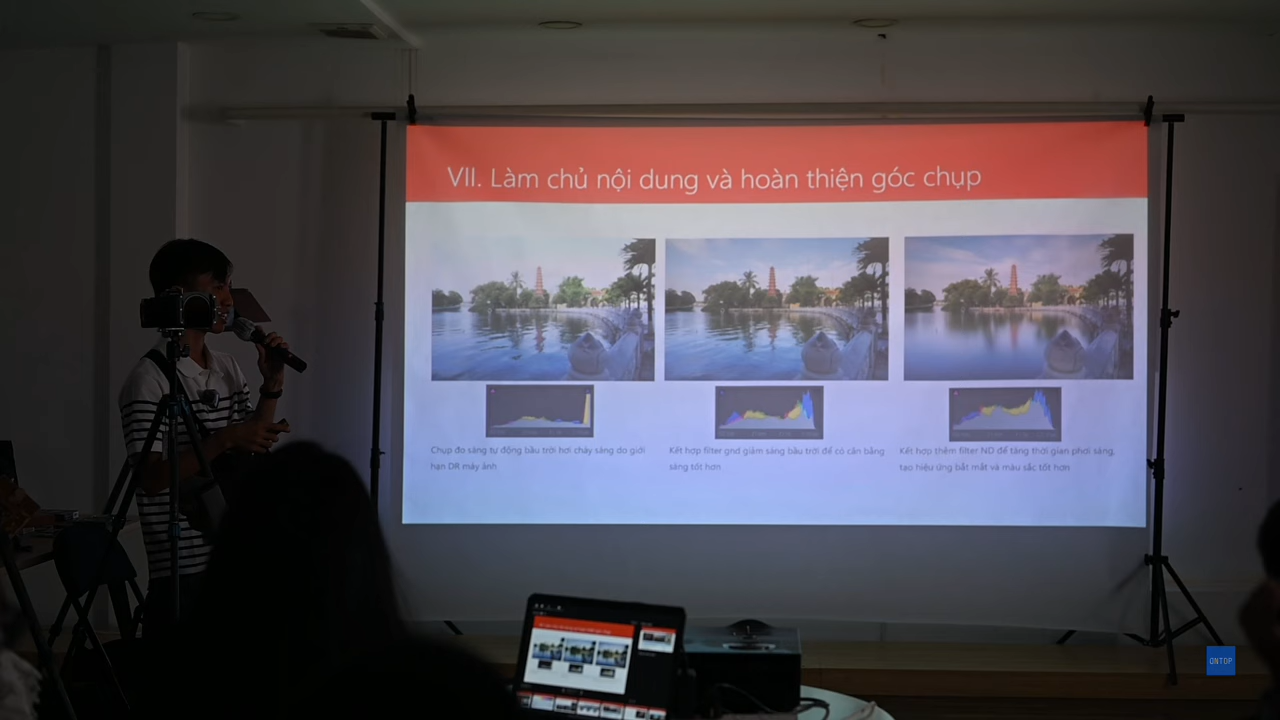 VII. Làm chủ nội dung và hoàn thiện góc chụp
Chụp đo sáng tự động bầu trời hơi cháy sáng do giới
hạn DR máy ảnh
Kết hợp filter gnd giảm sáng bầu trời để có cân bằng
sáng tốt hơn
Kết hợp thêm filter ND để tăng thời gian phơi sáng,
tạo hiệu ứng bắt mắt và màu sắc tốt hơn
ONTOP